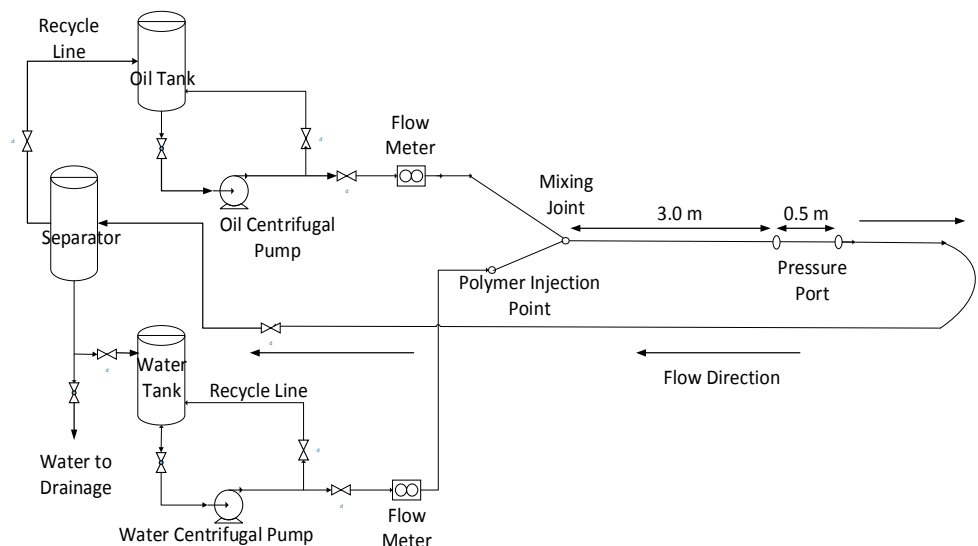 Recycle
Line
Oil Tank
Flow
Meter
Mixing
Joint
3.0 m
0.5 m
Separator
Oil Centrifugal
Pump
Pressure
Port
Polymer Injection
Point
Water
Tank
Recycle Line
Flow Direction
Water to
Drainage
Water Centrifugal Pump
Flow
Meter
d
d
d
d
d
d
d